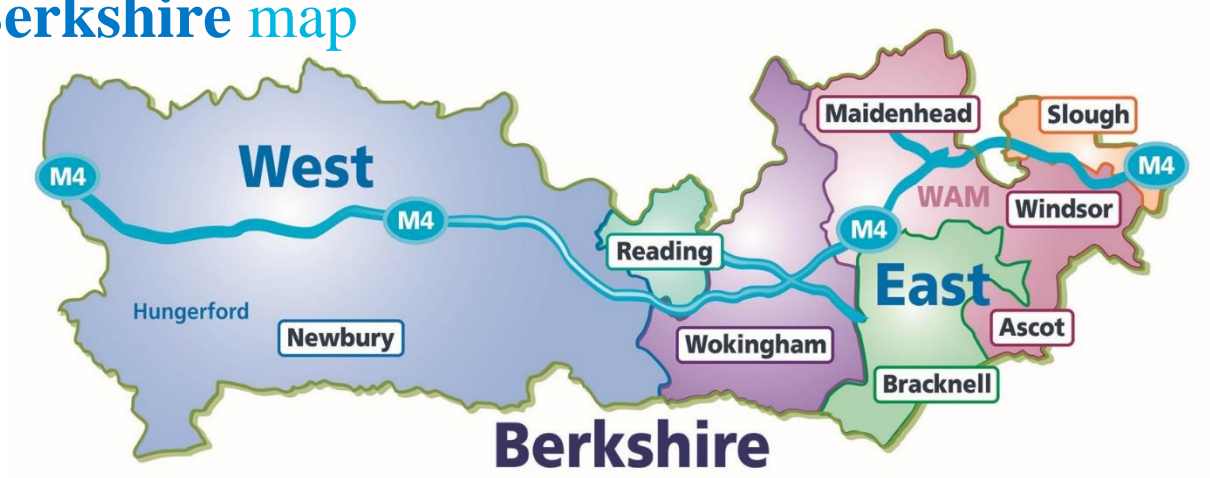 erkshire map
Maidenhead
Slough
West
M4
M4
WAM
Windsor
M4
M4
Reading
East
Hungerford
Newbury
Wokingham
Ascot
Bracknell
Berkshire